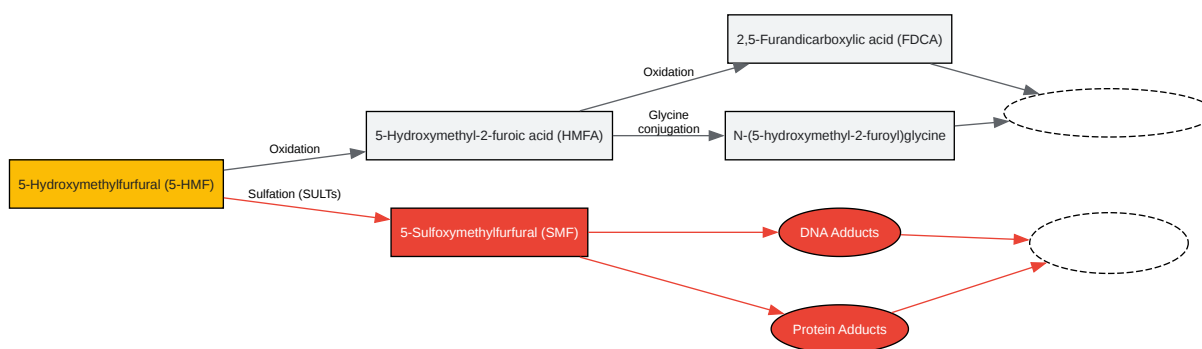 2,5-Furandicarboxylic acid (FDCA)
Oxidation
Glycine
conjugation
5-Hydroxymethyl-2-furoic acid (HMFA)
N-(5-hydroxymethyl-2-furoyl)glycine
Oxidation
5-Hydroxymethylfurfural (5-HMF)
Sulfation (SULTs)
5-Sulfoxymethylfurfural (SMF)
DNA Adducts
Protein Adducts